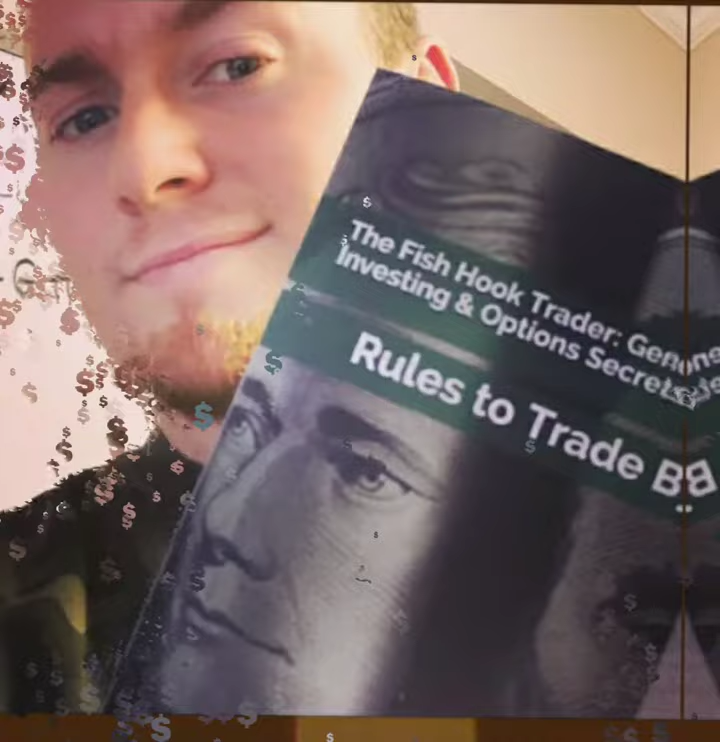 The Fish Hook Trader:
Investing & Options
Rules to Trade